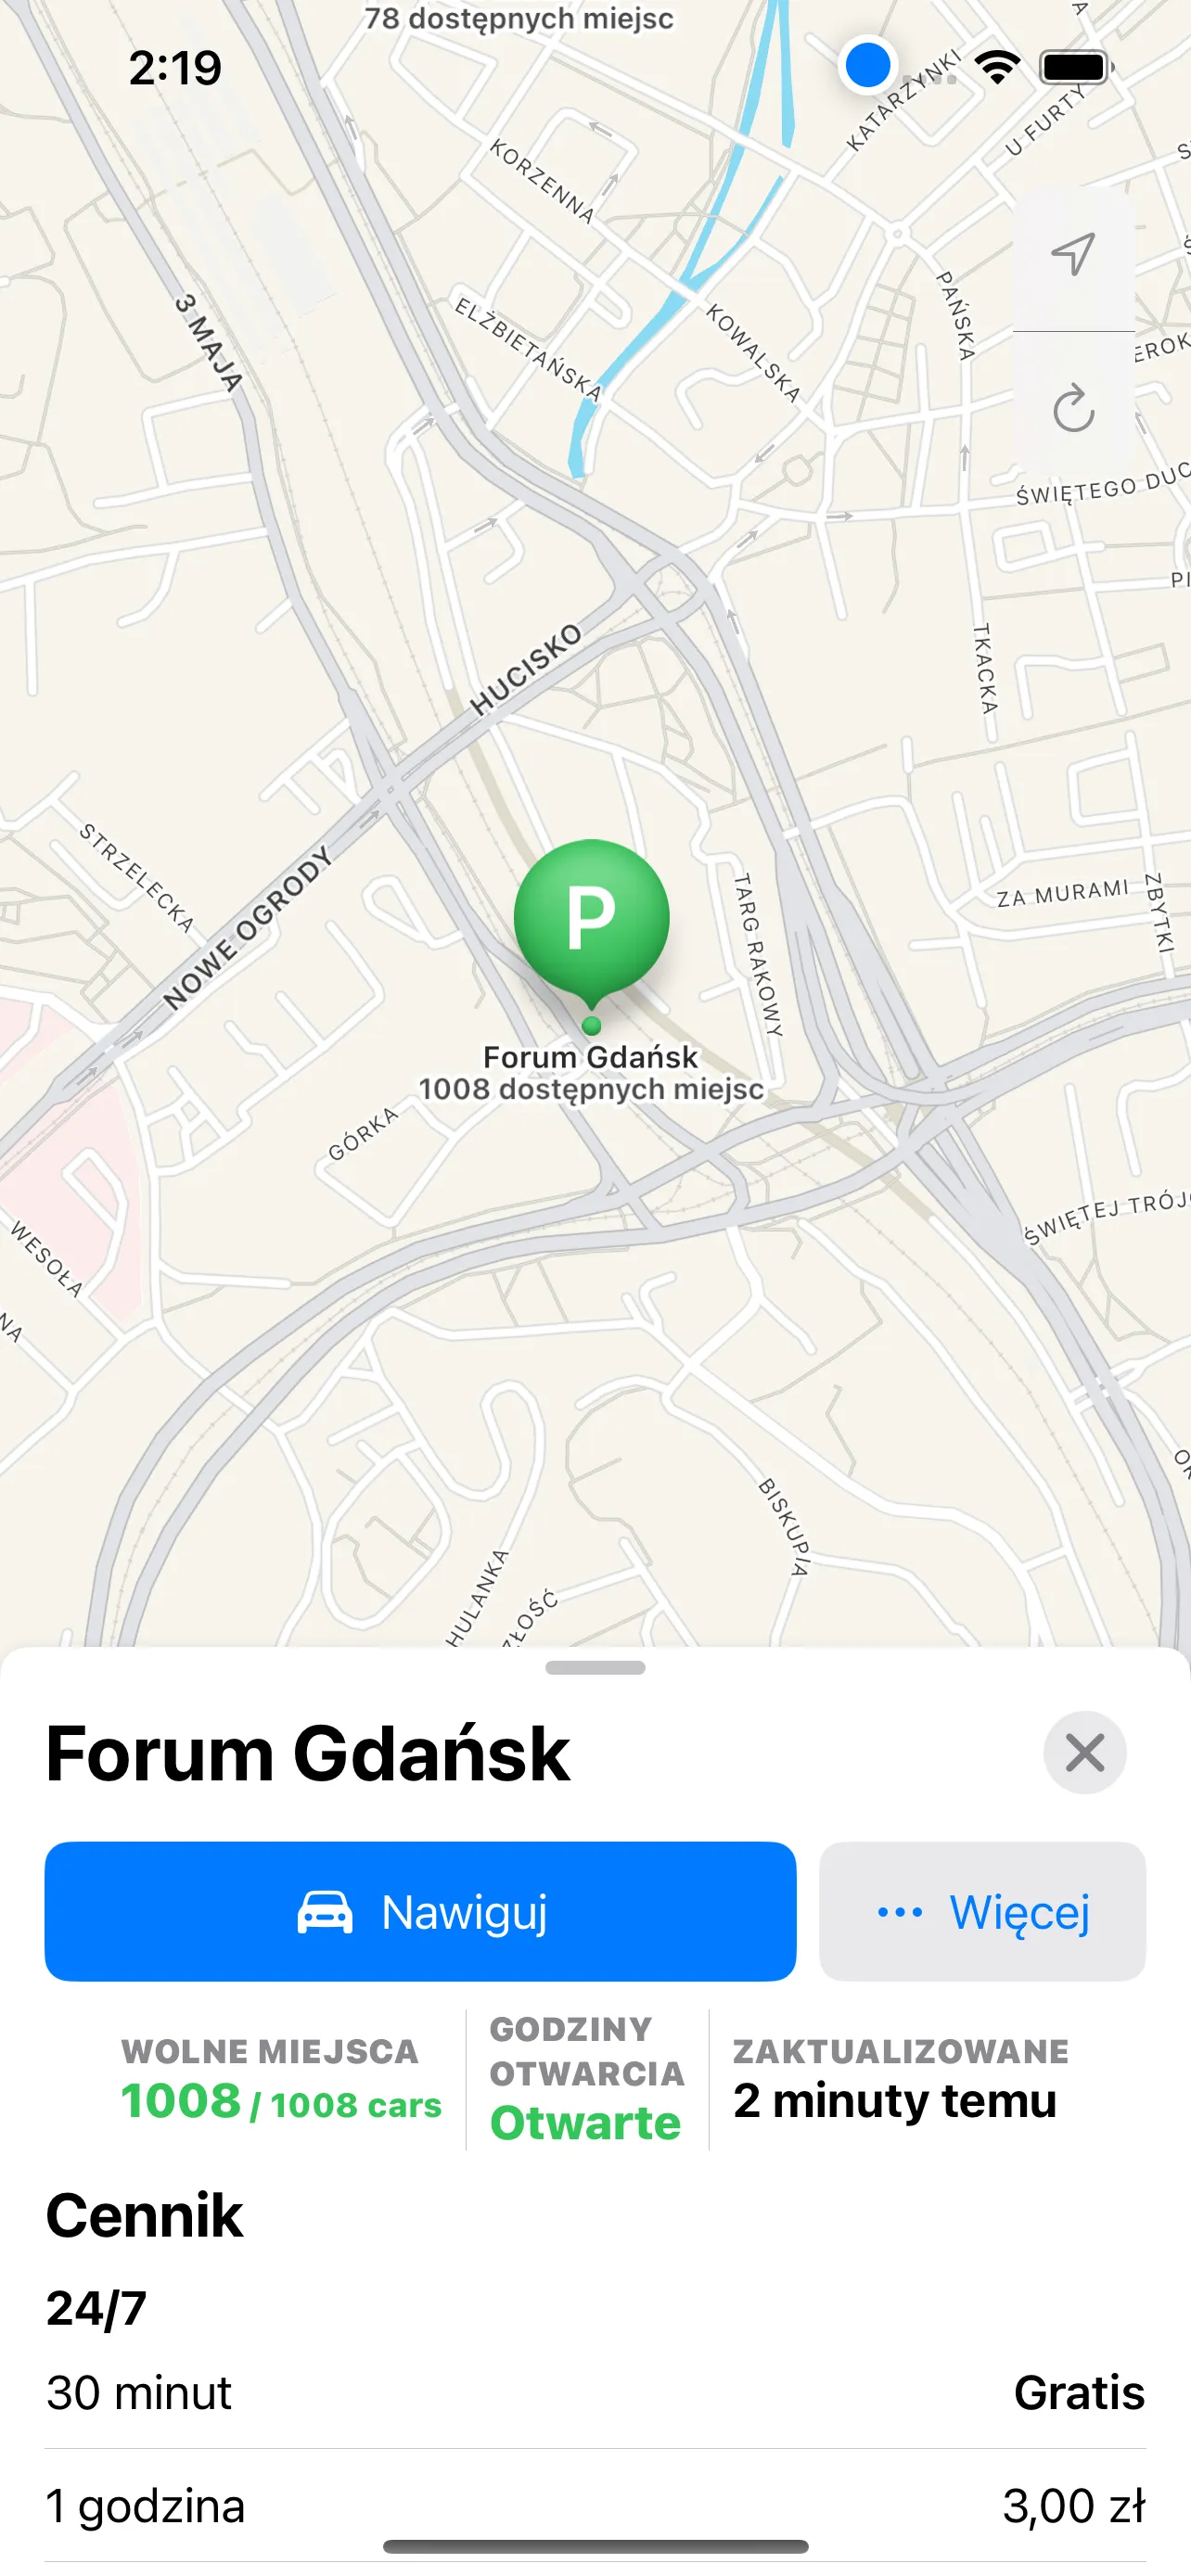 78 dostępnych miejsc
2:19
KATARZYNKI
U FURTY
KORZENNA
3 MAJA
ELŻBIETAŃSKA
KOWALSKA
PAŃSKA
ŚWIĘTEGO DUC
HUCISKO
TKACKA
STRZELECKA
NOWE OGRODY
P
TARG RAKOWY
ZA MURAMI
ZBYTKI
Forum Gdańsk
1008 dostępnych miejsc
GÓRKA
ŚWIĘTEJ TRÓJ
WESOŁA
NA
BISKUPIA
HULANKA
ZŁOŚĆ
Forum Gdańsk
Nawiguj
Więcej
WOLNE MIEJSCA
1008 / 1008 cars
GODZINY
OTWARCIA
Otwarte
ZAKTUALIZOWANE
2 minuty temu
Cennik
24/7
30 minut
Gratis
1 godzina
3,00 zł